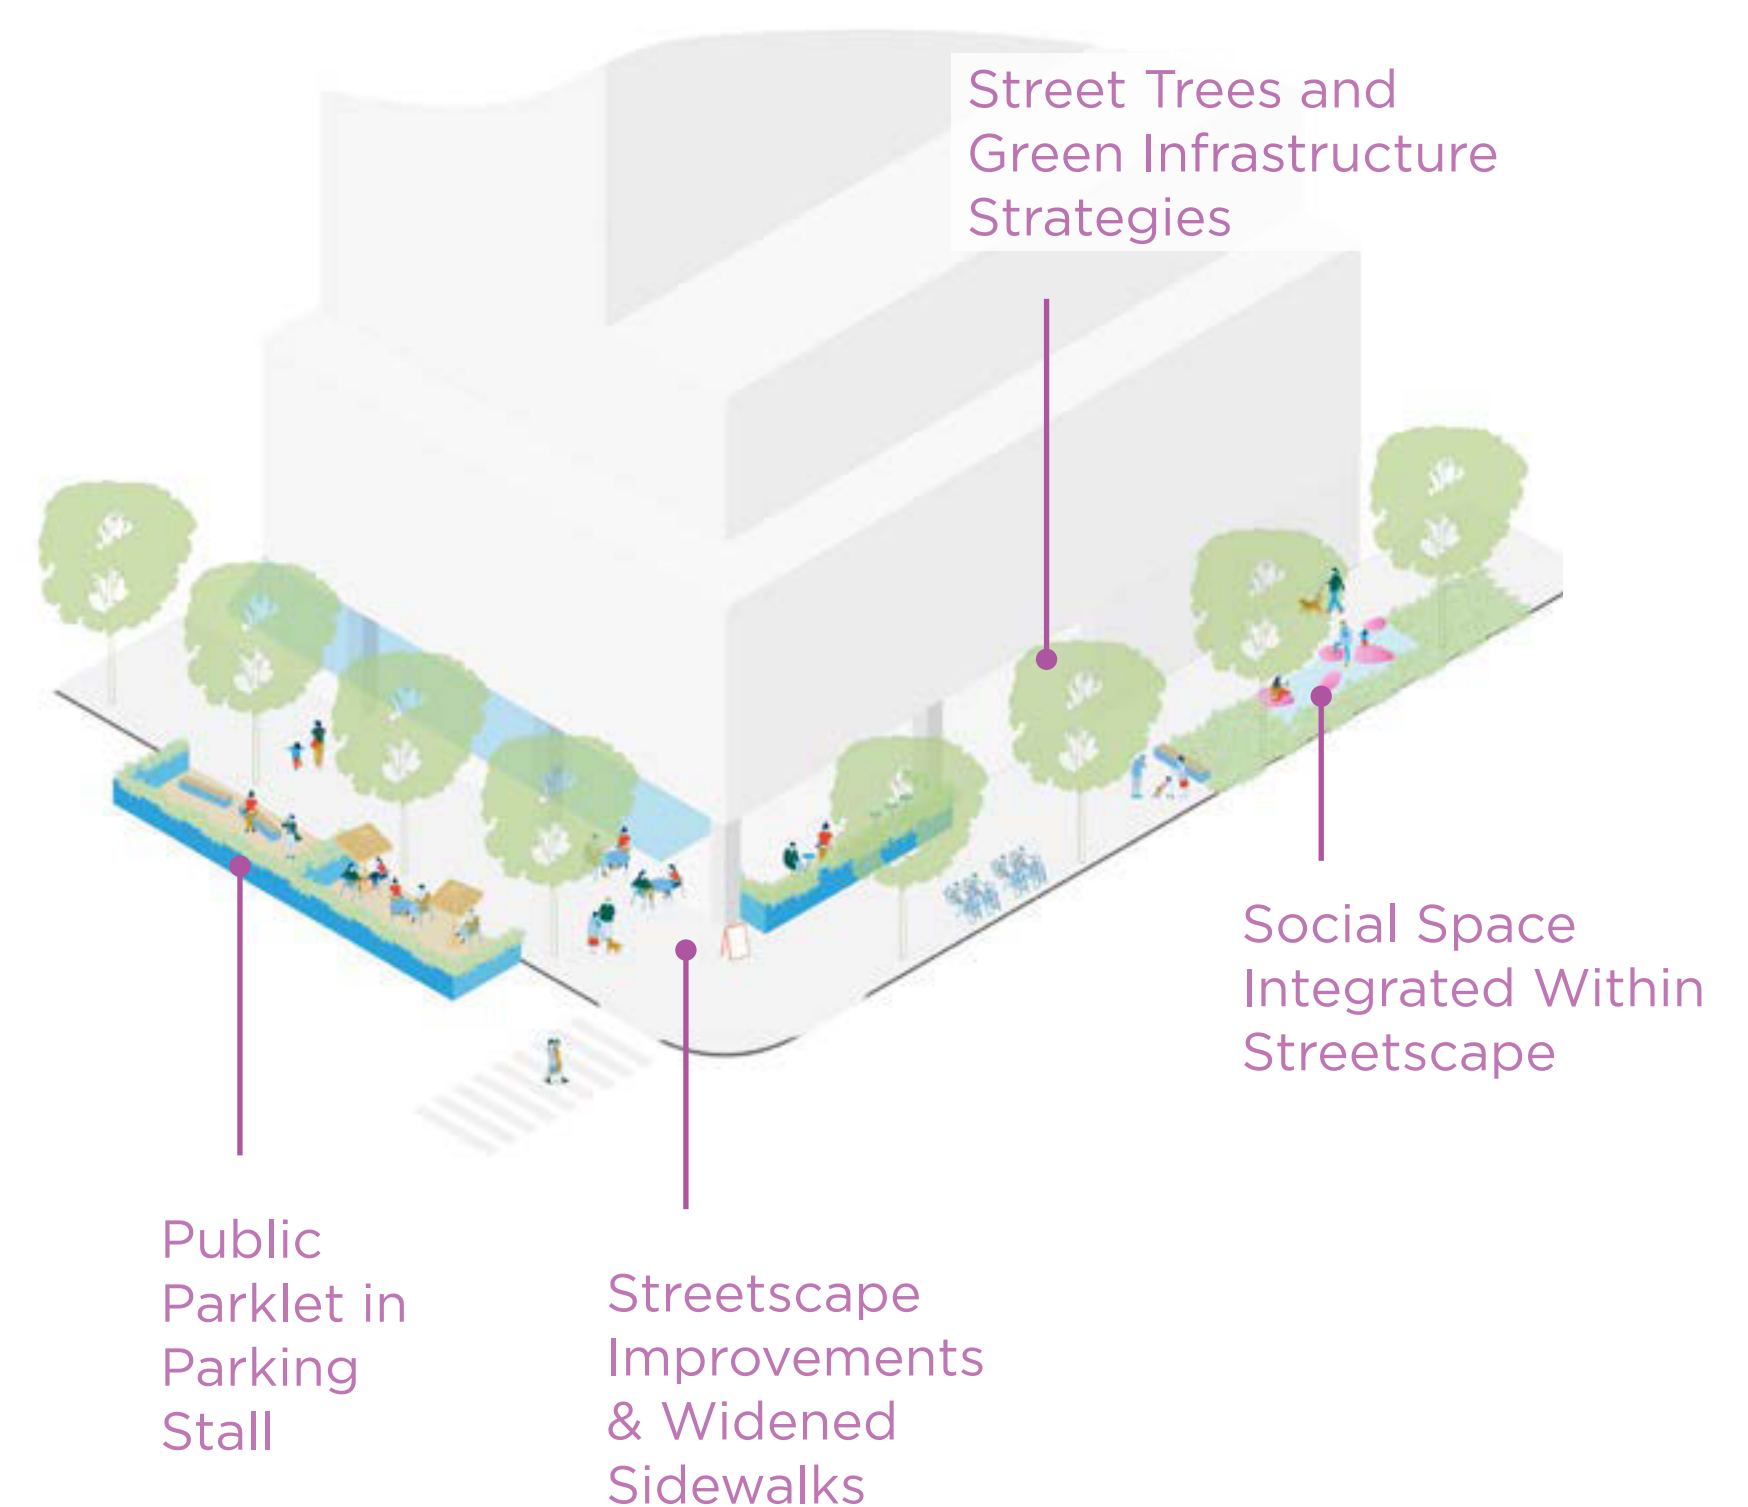 Street Trees and
Green Infrastructure
Strategies
Social Space
Integrated Within
Streetscape
Public
Parklet in
Parking
Stall
Streetscape
Improvements
& Widened
Sidewalks